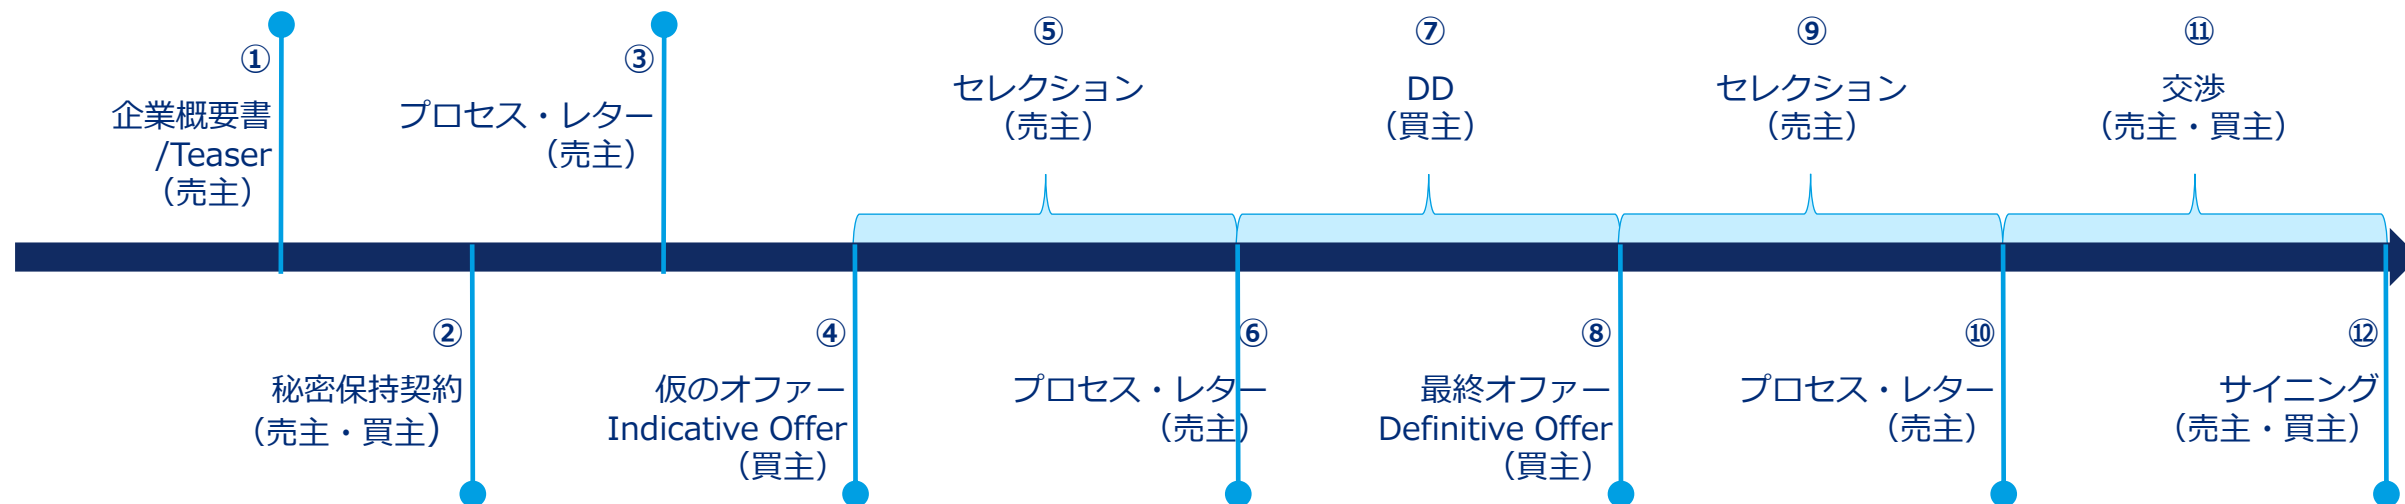 ①
企業概要書
/Teaser
（売主）
②
秘密保持契約
（売主・買主）
③
プロセス・レター
（売主）
④
仮のオファー
Indicative Offer
（買主）
⑤
セレクション
（売主）
⑥
プロセス・レター
（売主）
⑦
DD
（買主）
⑧
最終オファー
Definitive Offer
（買主）
⑨
セレクション
（売主）
⑩
プロセス・レター
（売主）
⑪
交渉
（売主・買主）
⑫
サイニング
（売主・買主）